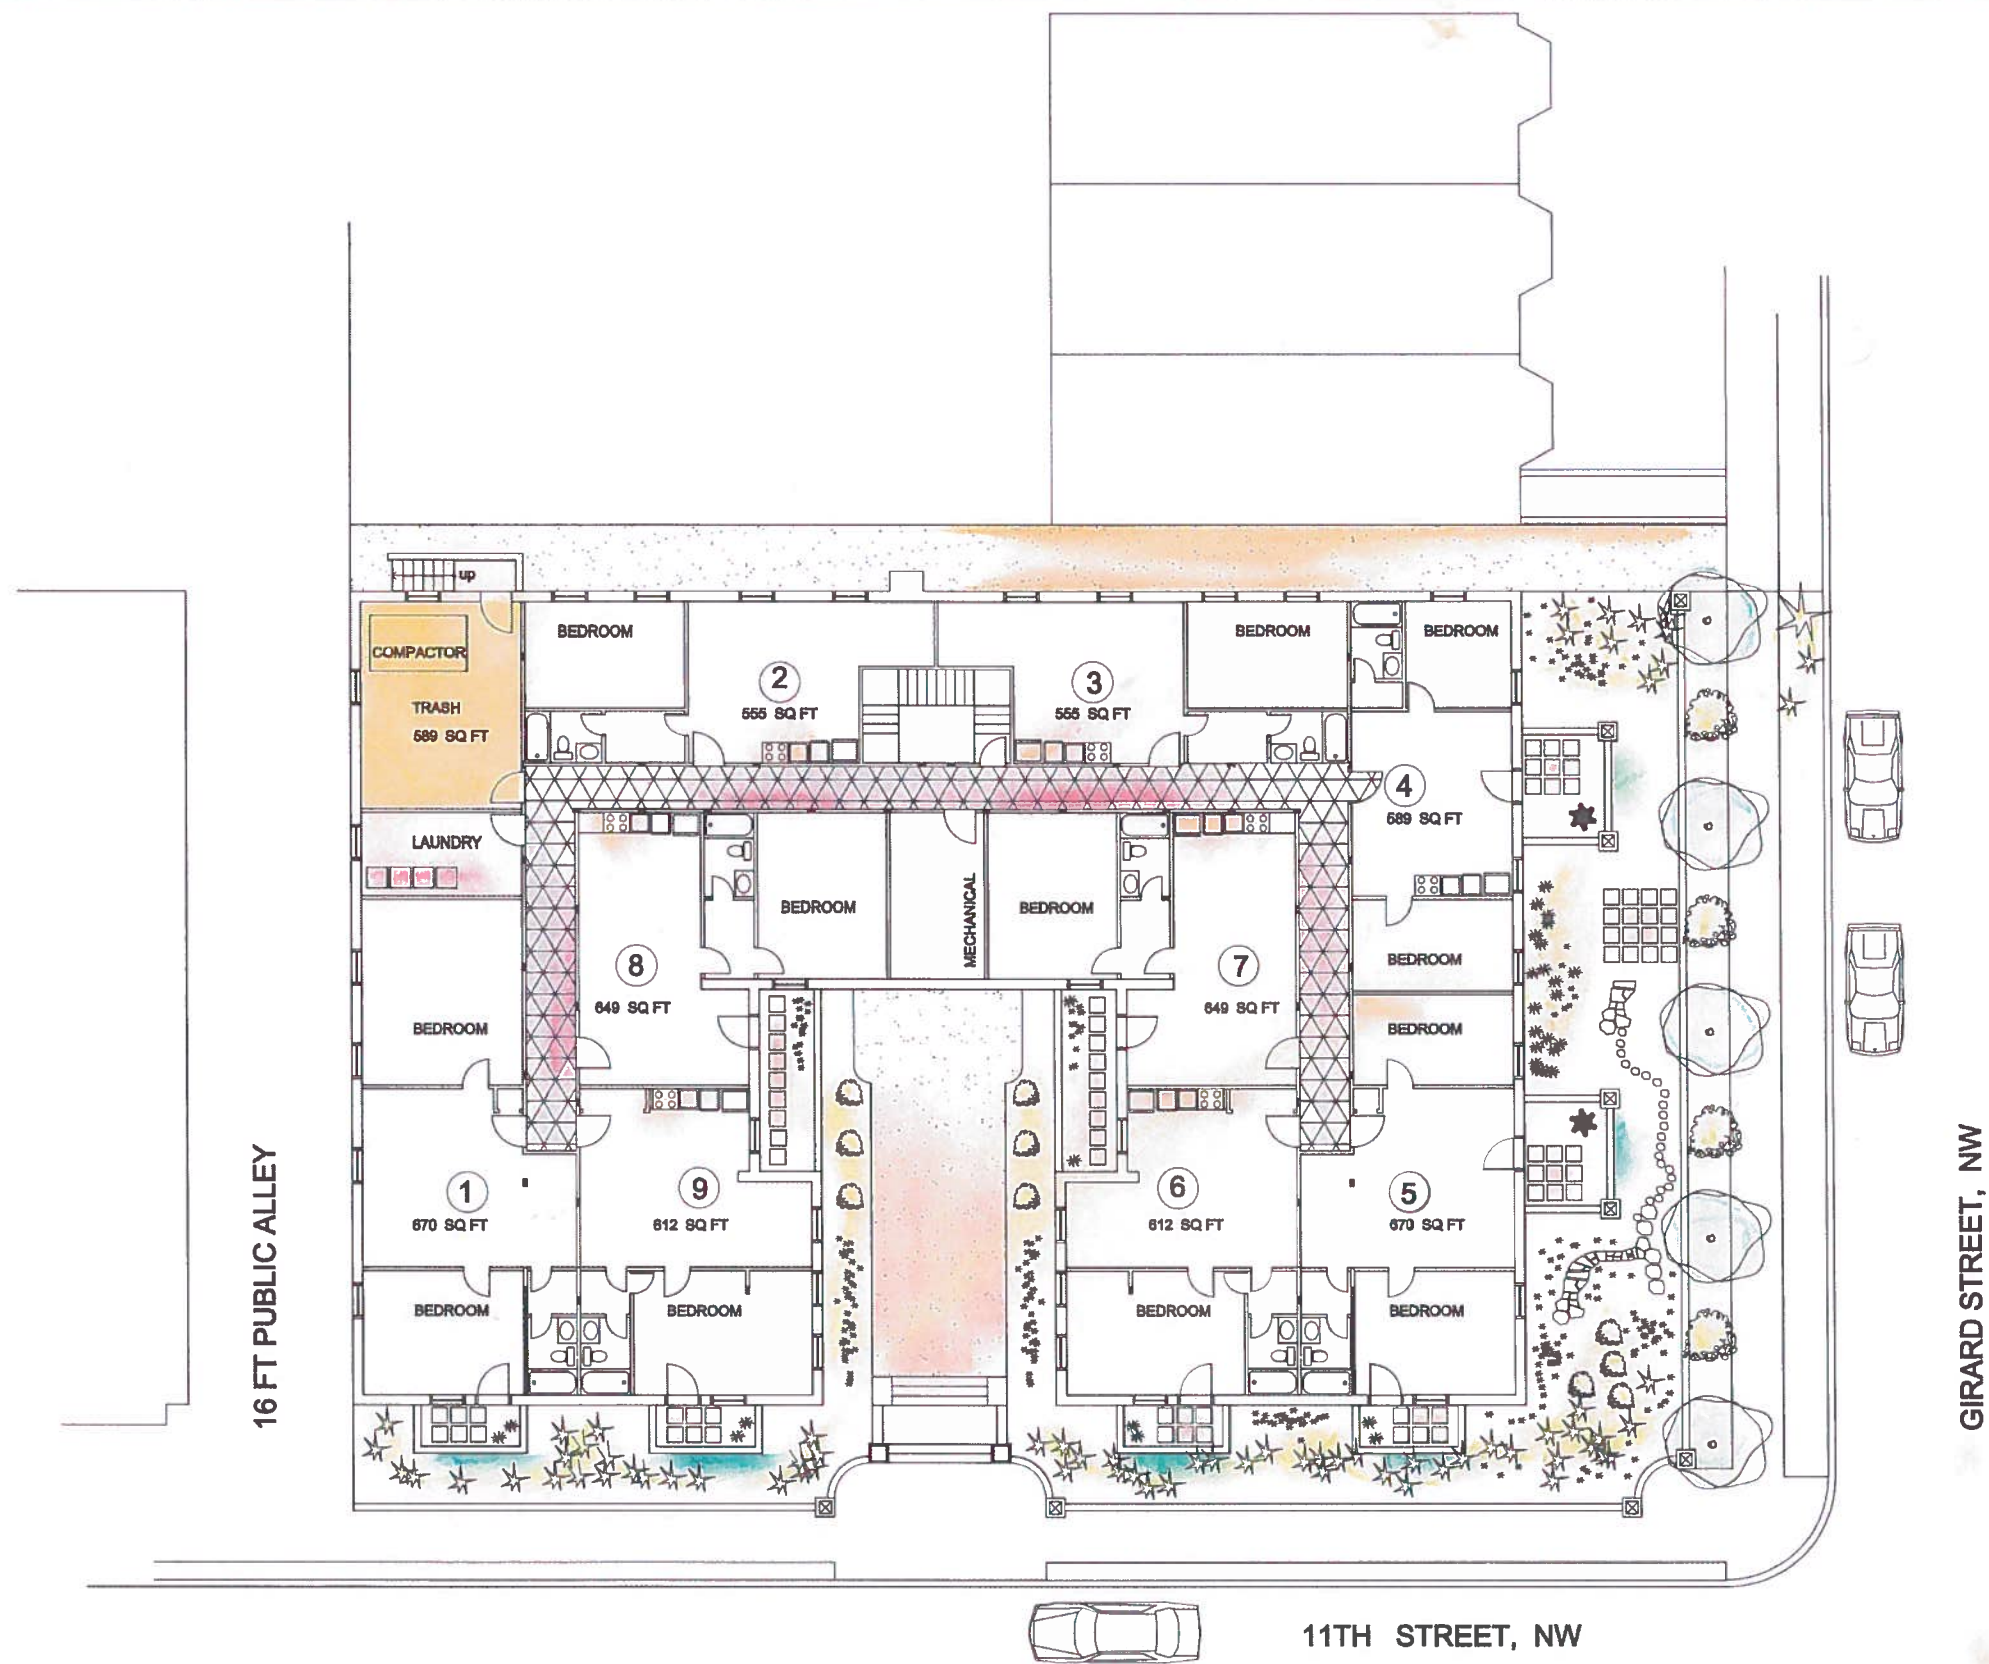 up
COMPACTOR
TRASH
589 SQ FT
LAUNDRY
BEDROOM
2
555 SQ FT
3
555 SQ FT
BEDROOM
BEDROOM
4
589 SQ FT
BEDROOM
BEDROOM
8
649 SQ FT
BEDROOM
MECHANICAL
BEDROOM
7
649 SQ FT
BEDROOM
1
670 SQ FT
BEDROOM
9
612 SQ FT
BEDROOM
6
612 SQ FT
BEDROOM
5
670 SQ FT
BEDROOM
16 FT PUBLIC ALLEY
GIRARD STREET, NW
11TH STREET, NW